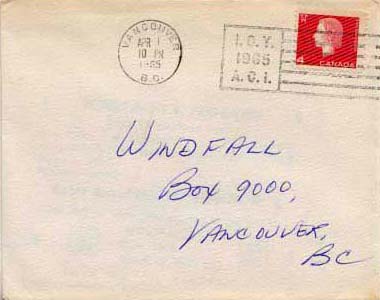 VANCOUVER
APR 1
10 PM
1965
B.C.
I.C.Y.
1965
A.C.I.
4
CANADA
WINDFALL
Box 9000,
VANCOUVER,
BC